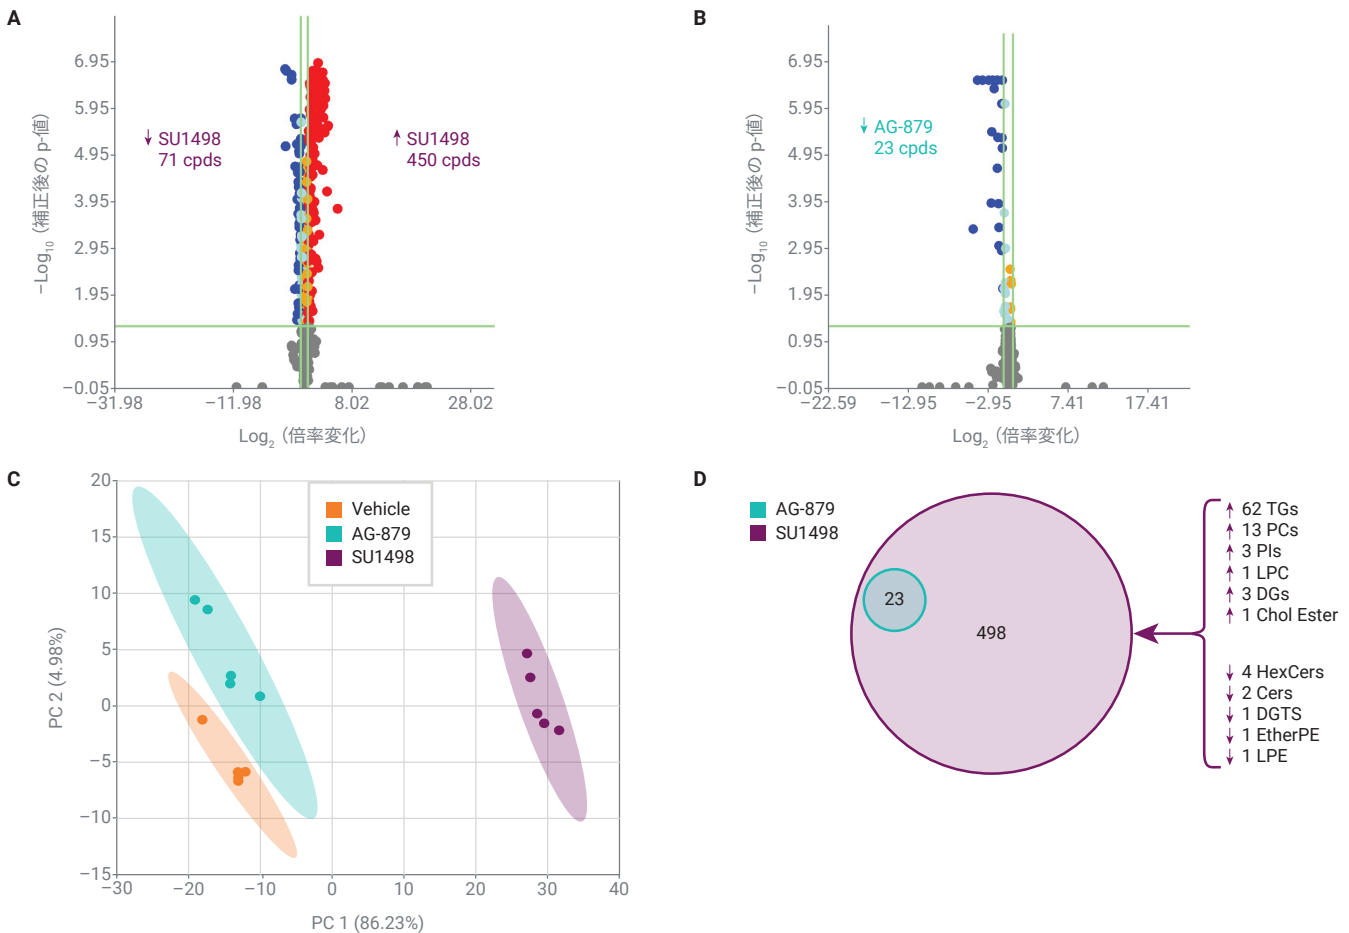 A
6.95
5.95
4.95
3.95
2.95
1.95
0.95
−0.05
−31.98
−11.98
8.02
28.02
−Log10 (補正後の p-値)
Log2 (倍率変化)
↓ SU1498
71 cpds
↑ SU1498
450 cpds
B
6.95
5.95
4.95
3.95
2.95
1.95
0.95
−0.05
−22.59
−12.95
−2.95
7.41
17.41
−Log10 (補正後の p-値)
Log2 (倍率変化)
↓ AG-879
23 cpds
C
20
15
10
5
0
−5
−10
−15
−30
−20
−10
0
10
20
30
40
PC 2 (4.98%)
PC 1 (86.23%)
Vehicle
AG-879
SU1498
D
AG-879
SU1498
23
498
↑ 62 TGs
↑ 13 PCs
↑ 3 PIs
↑ 1 LPC
↑ 3 DGs
↑ 1 Chol Ester
↓ 4 HexCers
↓ 2 Cers
↓ 1 DGTS
↓ 1 EtherPE
↓ 1 LPE